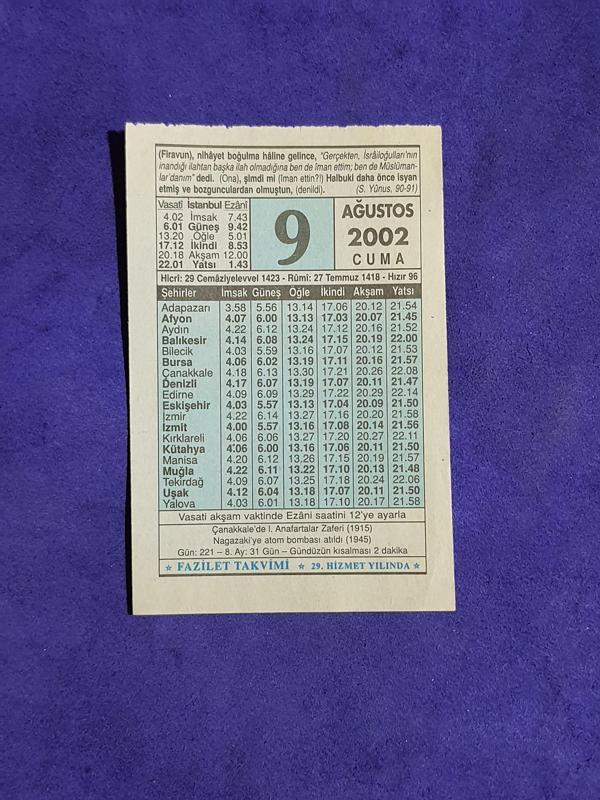 (Firavun), nihâyet boğulma hâline gelince, "Gerçekten, İsrâiloğulları'nın
inandığı ilahtan başka ilah olmadığına ben de îman ettim; ben de Müslüman-
lar'danım" dedi. (Ona), şimdi mi (îman ettin?!) Halbuki daha önce isyan
etmiş ve bozgunculardan olmuştun, (denildi). (S. Yûnus, 90-91)
Vasatî İstanbul Ezânî
4.02 İmsak 7.43
6.01 Güneş 9.42
13.20 Öğle 5.01
17.12 İkindi 8.53
20.18 Akşam 12.00
22.01 Yatsı 1.43
9
AĞUSTOS
2002
CUMA
Hicrî: 29 Cemâziyelevvel 1423 - Rûmî: 27 Temmuz 1418 - Hızır 96
Şehirler İmsak Güneş Öğle İkindi Akşam Yatsı
Adapazarı 3.58 5.56 13.14 17.06 20.12 21.54
Afyon 4.07 6.00 13.13 17.03 20.07 21.45
Aydın 4.22 6.12 13.24 17.12 20.16 21.52
Balıkesir 4.14 6.08 13.24 17.15 20.19 22.00
Bilecik 4.03 5.59 13.16 17.07 20.12 21.53
Bursa 4.06 6.02 13.19 17.11 20.16 21.57
Çanakkale 4.18 6.13 13.30 17.21 20.26 22.08
Denizli 4.17 6.07 13.19 17.07 20.11 21.47
Edirne 4.09 6.09 13.29 17.22 20.29 22.14
Eskişehir 4.03 5.57 13.13 17.04 20.09 21.50
İzmir 4.22 6.14 13.27 17.16 20.20 21.58
İzmit 4.00 5.57 13.16 17.08 20.14 21.56
Kırklareli 4.06 6.06 13.27 17.20 20.27 22.11
Kütahya 4.06 6.00 13.16 17.06 20.11 21.50
Manisa 4.20 6.12 13.26 17.15 20.19 21.57
Muğla 4.22 6.11 13.22 17.10 20.13 21.48
Tekirdağ 4.09 6.07 13.25 17.18 20.24 22.06
Uşak 4.12 6.04 13.18 17.07 20.11 21.50
Yalova 4.03 6.01 13.18 17.10 20.17 21.58
Vasati akşam vaktinde Ezâni saatini 12'ye ayarla
Çanakkale'de I. Anafartalar Zaferi (1915)
Nagazaki'ye atom bombası atıldı (1945)
Gün: 221 – 8. Ay: 31 Gün – Gündüzün kısalması 2 dakika
★ FAZİLET TAKVİMİ ★ 29. HİZMET YILINDA ★